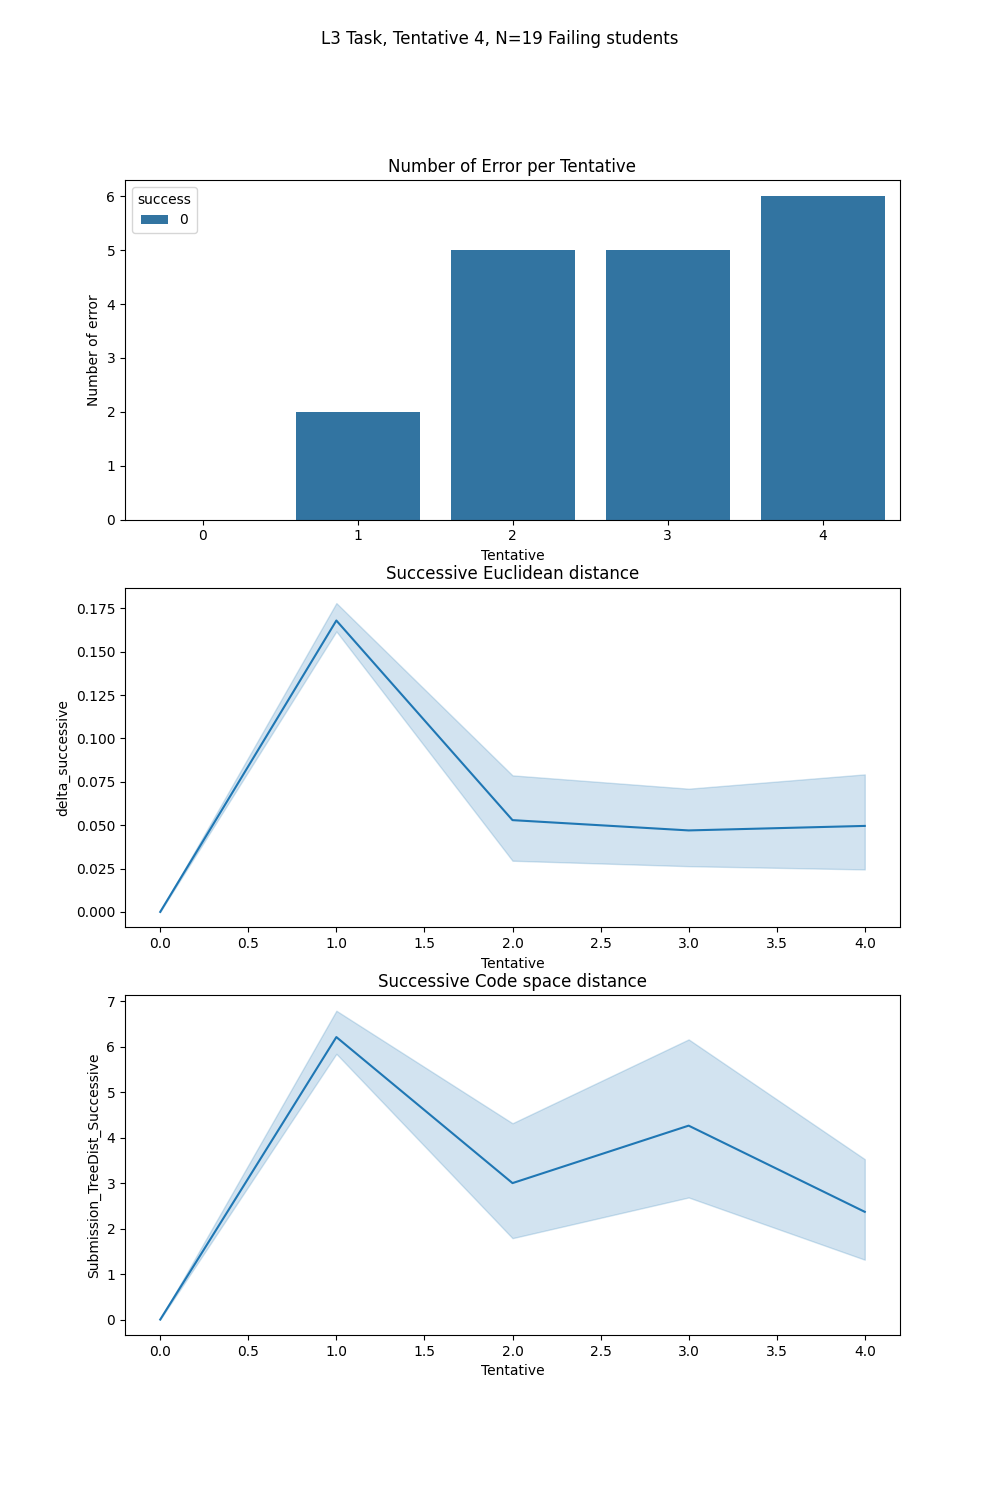 L3 Task, Tentative 4, N=19 Failing students
Number of Error per Tentative
success
0
6
5
4
3
2
1
0
Number of error
0 1 2 3 4
Tentative
Successive Euclidean distance
0.175
0.150
0.125
0.100
0.075
0.050
0.025
0.000
delta_successive
0.0 0.5 1.0 1.5 2.0 2.5 3.0 3.5 4.0
Tentative
Successive Code space distance
7
6
5
4
3
2
1
0
Submission_TreeDist_Successive
0.0 0.5 1.0 1.5 2.0 2.5 3.0 3.5 4.0
Tentative